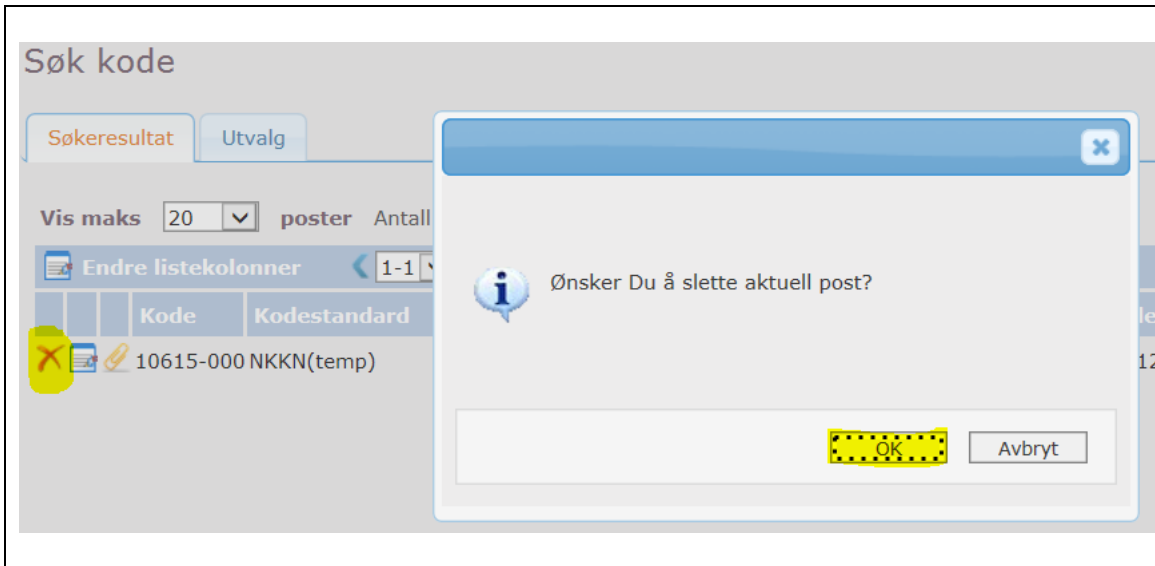 Søk kode
Søkeresultat Utvalg
Vis maks 20 poster Antall
Endre listekolonner 1-1
Kode Kodestandard
10615-000 NKKN(temp)
Ønsker Du å slette aktuell post?
OK Avbryt